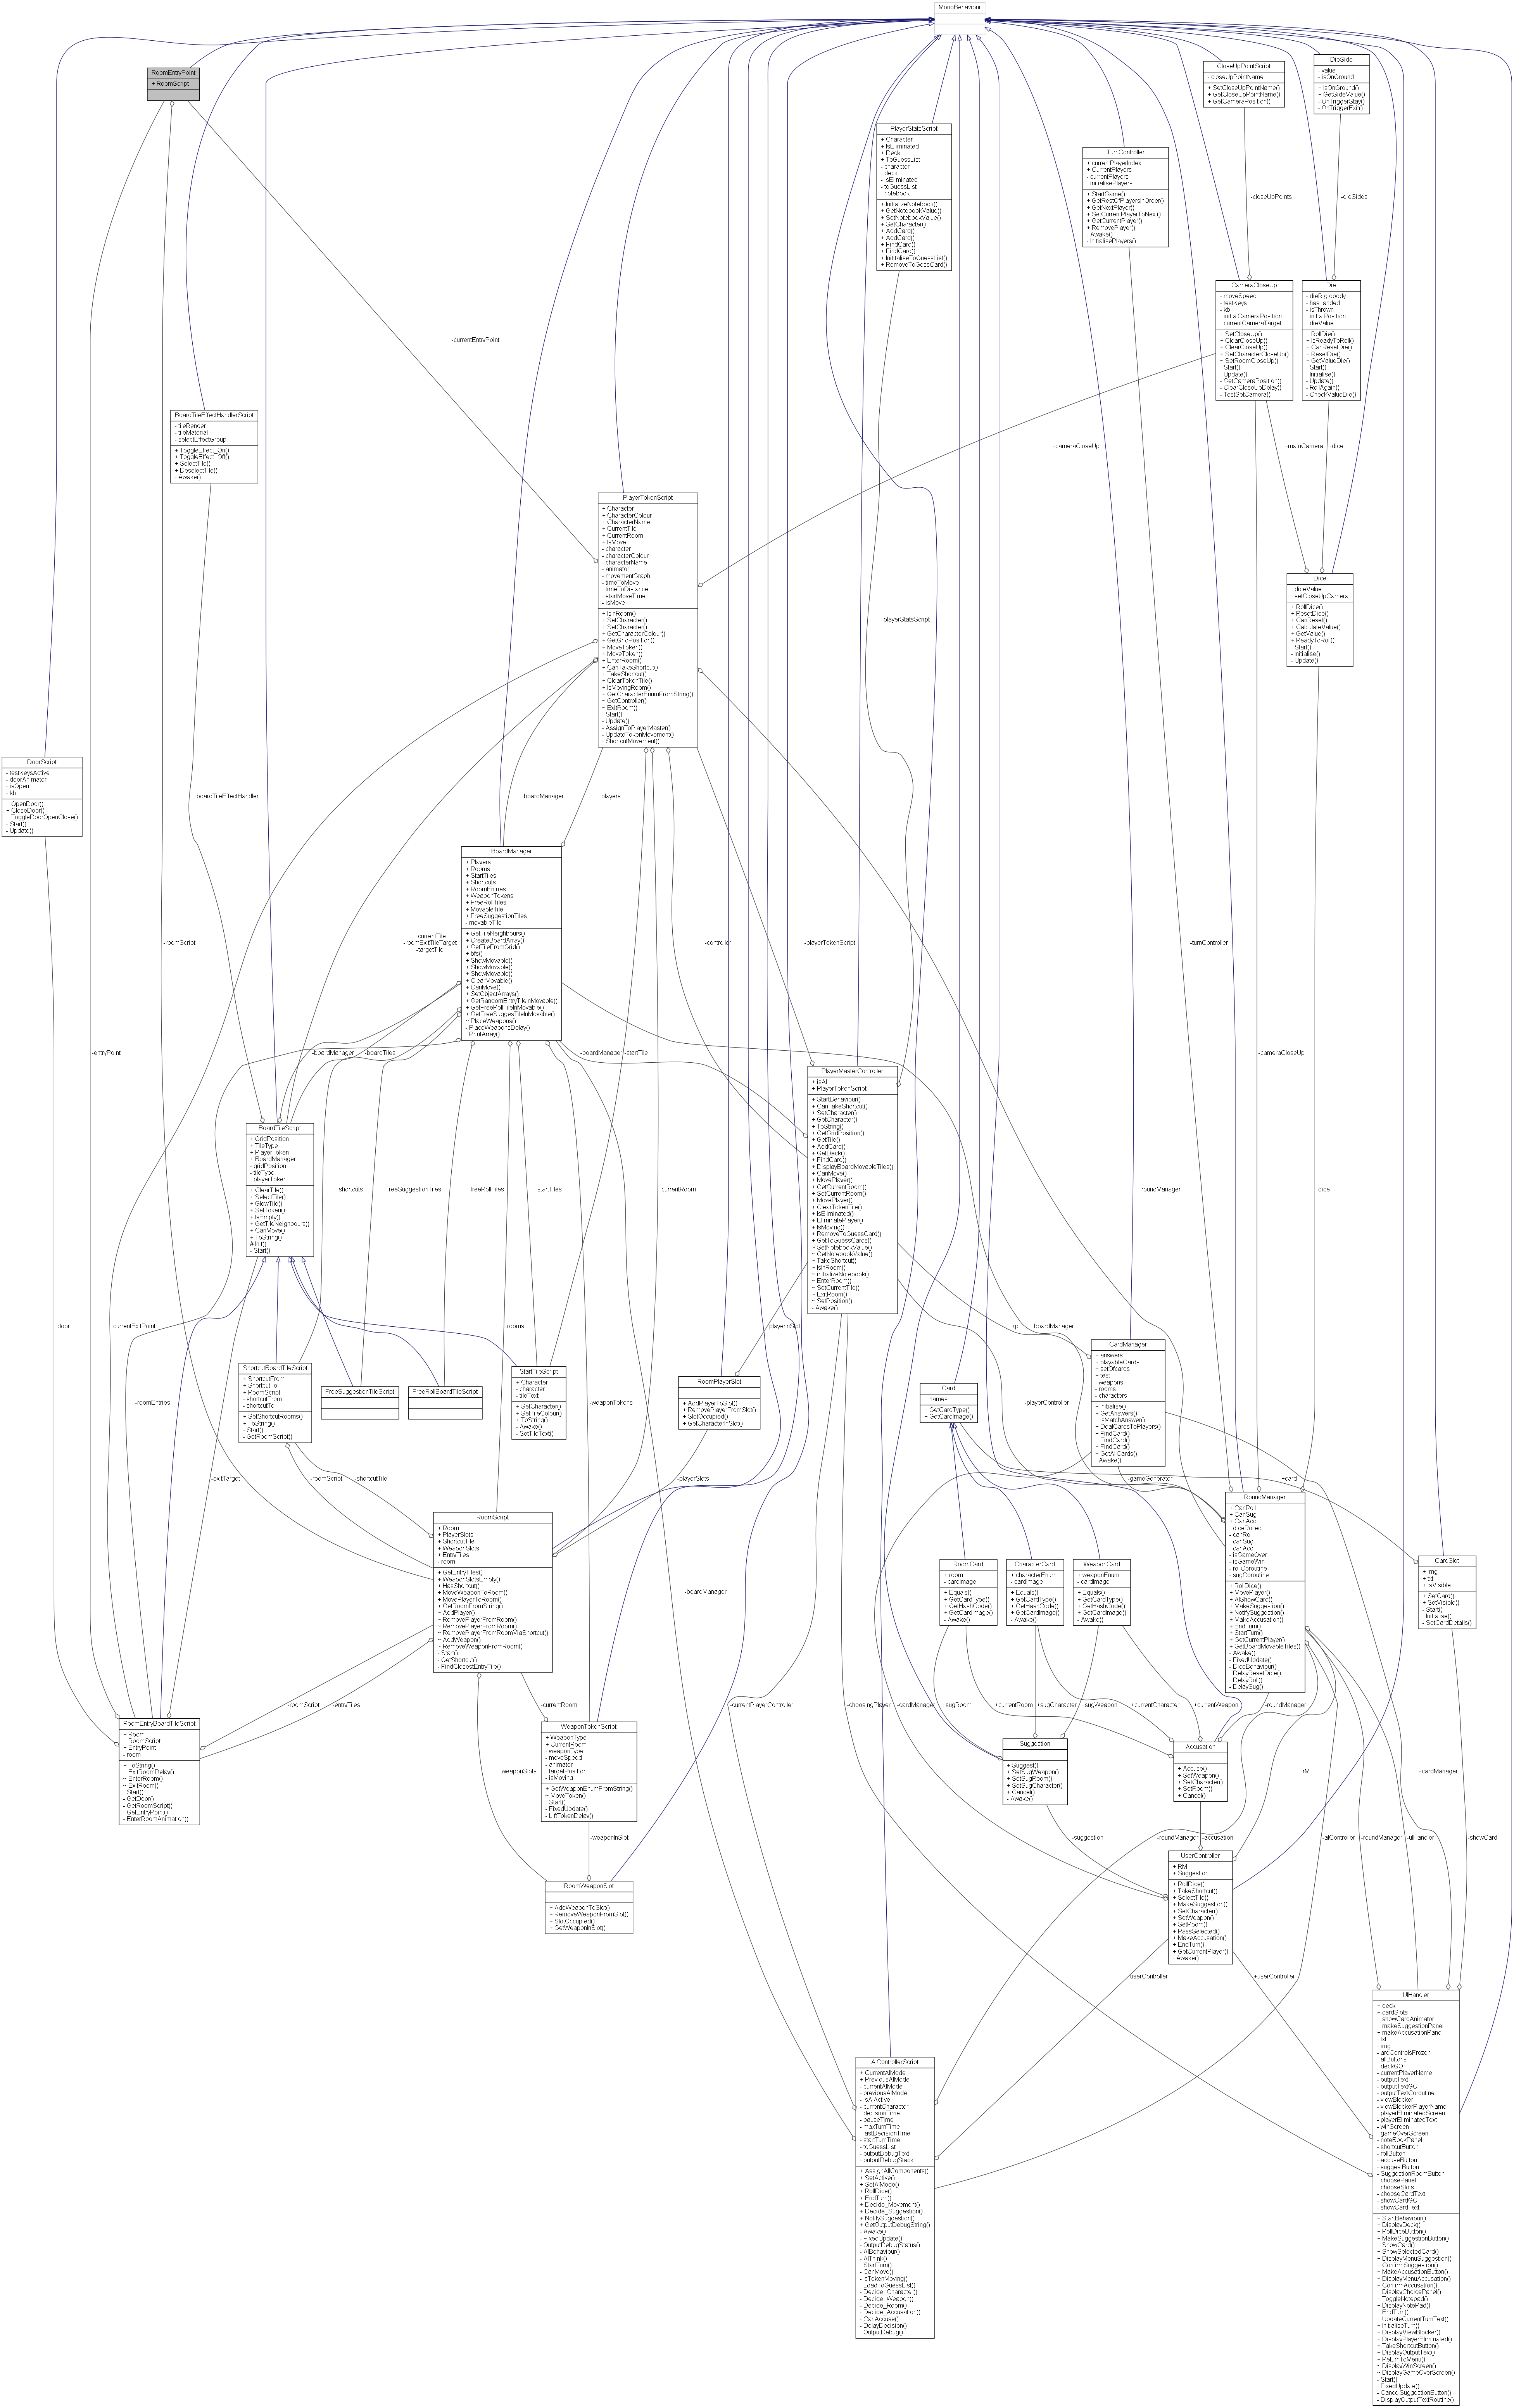 MonoBehaviour
RoomEntryPoint
+ RoomScript
CloseUpPointScript
- closeUpPointName
+ SetCloseUpPointName()
+ GetCloseUpPointName()
+ GetCameraPosition()
DieSide
- value
- isOnGround
+ IsOnGround()
+ GetSideValue()
- OnTriggerStay()
- OnTriggerExit()
PlayerStatsScript
+ Character
+ IsEliminated
+ Deck
+ ToGuessList
- character
- deck
- isEliminated
- toGuessList
- notebook
+ InitializeNotebook()
+ GetNotebookValue()
+ SetNotebookValue()
+ SetCharacter()
+ AddCard()
+ AddCard()
+ FindCard()
+ FindCard()
+ InititaliseToGuessList()
+ RemoveToGessCard()
TurnController
+ currentPlayerIndex
+ CurrentPlayers
- currentPlayers
- initialisePlayers
+ StartGame()
+ GetRestOfPlayersInOrder()
+ GetNextPlayer()
+ SetCurrentPlayerToNext()
+ GetCurrentPlayer()
+ RemovePlayer()
- Awake()
- InitialisePlayers()
-closeUpPoints
-dieSides
CameraCloseUp
- moveSpeed
- testKeys
- kb
- initialCameraPosition
- currentCameraTarget
+ SetCloseUp()
+ ClearCloseUp()
+ ClearCloseUp()
+ SetCharacterCloseUp()
~ SetRoomCloseUp()
- Start()
- Update()
- GetCameraPosition()
- ClearCloseUpDelay()
- TestSetCamera()
Die
- dieRigidbody
- hasLanded
- isThrown
- initialPosition
- dieValue
+ RollDie()
+ IsReadyToRoll()
+ CanResetDie()
+ ResetDie()
+ GetValueDie()
- Start()
- Initialise()
- Update()
- RollAgain()
- CheckValueDie()
-currentEntryPoint
BoardTileEffectHandlerScript
- tileRender
- tileMaterial
- selectEffectGroup
+ ToggleEffect_On()
+ ToggleEffect_Off()
+ SelectTile()
+ DeselectTile()
- Awake()
-cameraCloseUp
-mainCamera
-dice
PlayerTokenScript
+ Character
+ CharacterColour
+ CharacterName
+ CurrentTile
+ CurrentRoom
+ IsMove
- character
- characterColour
- characterName
- animator
- movementGraph
- timeToMove
- timeToDistance
- startMoveTime
- isMove
+ IsInRoom()
+ SetCharacter()
+ SetCharacter()
+ GetCharacterColour()
+ GetGridPosition()
+ MoveToken()
+ MoveToken()
+ EnterRoom()
+ CanTakeShortcut()
+ TakeShortcut()
+ ClearTokenTile()
+ IsMovingRoom()
+ GetCharacterEnumFromString()
~ GetController()
~ ExitRoom()
- Start()
- Update()
- AssignToPlayerMaster()
- UpdateTokenMovement()
- ShortcutMovement()
Dice
- diceValue
- setCloseUpCamera
+ RollDice()
+ ResetDice()
+ CanReset()
+ CalculateValue()
+ GetValue()
+ ReadyToRoll()
- Start()
- Initialise()
- Update()
-playerStatsScript
DoorScript
- testKeysActive
- doorAnimator
- isOpen
- kb
+ OpenDoor()
+ CloseDoor()
+ ToggleDoorOpenClose()
- Start()
- Update()
-boardTileEffectHandler
-boardManager
-players
BoardManager
+ Players
+ Rooms
+ StartTiles
+ Shortcuts
+ RoomEntries
+ WeaponTokens
+ FreeRollTiles
+ MovableTile
+ FreeSuggestionTiles
- movableTile
+ GetTileNeighbours()
+ CreateBoardArray()
+ GetTileFromGrid()
+ bfs()
+ ShowMovable()
+ ShowMovable()
+ ShowMovable()
+ ClearMovable()
+ CanMove()
+ SetObjectArrays()
+ GetRandomEntryTileInMovable()
+ GetFreeRollTileInMovable()
+ GetFreeSuggesTileInMovable()
~ PlaceWeapons()
- PlaceWeaponsDelay()
- PrintArray()
-currentTile
-roomExitTileTarget
-targetTile
-roomScript
-controller
-playerTokenScript
-turnController
-entryPoint
-boardManager
-boardTiles
-boardManager
-startTile
-cameraCloseUp
PlayerMasterController
+ isAI
+ PlayerTokenScript
+ StartBehaviour()
+ CanTakeShortcut()
+ SetCharacter()
+ GetCharacter()
+ ToString()
+ GetGridPosition()
+ GetTile()
+ AddCard()
+ GetDeck()
+ FindCard()
+ DisplayBoardMovableTiles()
+ CanMove()
+ MovePlayer()
+ GetCurrentRoom()
+ SetCurrentRoom()
+ MovePlayer()
+ ClearTokenTile()
+ IsEliminated()
+ EliminatePlayer()
+ IsMoving()
+ RemoveToGuessCard()
+ GetToGuessCards()
~ SetNotebookValue()
~ GetNotebookValue()
~ TakeShortcut()
~ IsInRoom()
~ initializeNotebook()
~ EnterRoom()
~ SetCurrentTile()
~ ExitRoom()
~ SetPosition()
- Awake()
BoardTileScript
+ GridPosition
+ TileType
+ PlayerToken
+ BoardManager
- gridPosition
- tileType
- playerToken
+ ClearTile()
+ SelectTile()
+ GlowTile()
+ SetToken()
+ IsEmpty()
+ GetTileNeighbours()
+ CanMove()
+ ToString()
# Init()
- Start()
-shortcuts
-freeSuggestionTiles
-freeRollTiles
-startTiles
-currentRoom
-roundManager
-dice
-door
-currentExitPoint
-rooms
-playerInSlot
+p
-boardManager
CardManager
+ answers
+ playableCards
+ setOfcards
+ test
- weapons
- rooms
- characters
+ Initialise()
+ GetAnswers()
+ IsMatchAnswer()
+ DealCardsToPlayers()
+ FindCard()
+ FindCard()
+ FindCard()
+ GetAllCards()
- Awake()
ShortcutBoardTileScript
+ ShortcutFrom
+ ShortcutTo
+ RoomScript
- shortcutFrom
- shortcutTo
+ SetShortcutRooms()
+ ToString()
- Start()
- GetRoomScript()
FreeSuggestionTileScript
FreeRollBoardTileScript
StartTileScript
+ Character
- character
- tileText
+ SetCharacter()
+ SetTileColour()
+ ToString()
- Awake()
- SetTileText()
RoomPlayerSlot
+ AddPlayerToSlot()
+ RemovePlayerFromSlot()
+ SlotOccupied()
+ GetCharacterInSlot()
Card
+ names
+ GetCardType()
+ GetCardImage()
-roomEntries
-weaponTokens
-playerController
-exitTarget
-roomScript
-shortcutTile
-playerSlots
-gameGenerator
+card
RoomScript
+ Room
+ PlayerSlots
+ ShortcutTile
+ WeaponSlots
+ EntryTiles
- room
+ GetEntryTiles()
+ WeaponSlotsEmpty()
+ HasShortcut()
+ MoveWeaponToRoom()
+ MovePlayerToRoom()
+ GetRoomFromString()
~ AddPlayer()
~ RemovePlayerFromRoom()
~ RemovePlayerFromRoom()
~ RemovePlayerFromRoomViaShortcut()
~ AddWeapon()
~ RemoveWeaponFromRoom()
- Start()
- GetShortcut()
- FindClosestEntryTile()
RoundManager
+ CanRoll
+ CanSug
+ CanAcc
- diceRolled
- canRoll
- canSug
- canAcc
- isGameOver
- isGameWin
- rollCoroutine
- sugCoroutine
+ RollDice()
+ MovePlayer()
+ AIShowCard()
+ MakeSuggestion()
+ NotifySuggestion()
+ MakeAccusation()
+ EndTurn()
+ StartTurn()
+ GetCurrentPlayer()
+ GetBoardMovableTiles()
- Awake()
- FixedUpdate()
- DiceBehaviour()
- DelayResetDice()
- DelayRoll()
- DelaySug()
RoomCard
+ room
- cardImage
+ Equals()
+ GetCardType()
+ GetHashCode()
+ GetCardImage()
- Awake()
CharacterCard
+ characterEnum
- cardImage
+ Equals()
+ GetCardType()
+ GetHashCode()
+ GetCardImage()
- Awake()
WeaponCard
+ weaponEnum
- cardImage
+ Equals()
+ GetCardType()
+ GetHashCode()
+ GetCardImage()
- Awake()
CardSlot
+ img
+ txt
+ isVisible
+ SetCard()
+ SetVisible()
- Start()
- Initialise()
- SetCardDetails()
-boardManager
-roomScript
-entryTiles
-currentRoom
-currentPlayerController
-choosingPlayer
-cardManager
+sugRoom
+currentRoom
+sugCharacter
+sugWeapon
+currentCharacter
+currentWeapon
-roundManager
RoomEntryBoardTileScript
+ Room
+ RoomScript
+ EntryPoint
- room
+ ToString()
+ ExitRoomDelay()
~ EnterRoom()
~ ExitRoom()
- Start()
- GetDoor()
- GetRoomScript()
- GetEntryPoint()
- EnterRoomAnimation()
WeaponTokenScript
+ WeaponType
+ CurrentRoom
- weaponType
- moveSpeed
- animator
- targetPosition
- isMoving
+ GetWeaponEnumFromString()
~ MoveToken()
- Start()
- FixedUpdate()
- LiftTokenDelay()
Suggestion
+ Suggest()
+ SetSugWeapon()
+ SetSugRoom()
+ SetSugCharacter()
+ Cancel()
- Awake()
Accusation
+ Accuse()
+ SetWeapon()
+ SetCharacter()
+ SetRoom()
+ Cancel()
-weaponSlots
-rM
+cardManager
-weaponInSlot
-suggestion
-roundManager
-accusation
-aIController
-roundManager
-uIHandler
-showCard
RoomWeaponSlot
+ AddWeaponToSlot()
+ RemoveWeaponFromSlot()
+ SlotOccupied()
+ GetWeaponInSlot()
UserController
+ RM
+ Suggestion
+ RollDice()
+ TakeShortcut()
+ SelectTile()
+ MakeSuggestion()
+ SetCharacter()
+ SetWeapon()
+ SetRoom()
+ PassSelected()
+ MakeAccusation()
+ EndTurn()
+ GetCurrentPlayer()
- Awake()
-userController
+userController
AIControllerScript
+ CurrentAIMode
+ PreviousAIMode
- currentAIMode
- previousAIMode
- isAIActive
- currentCharacter
- decisionTime
- pauseTime
- maxTurnTime
- lastDecisionTime
- startTurnTime
- toGuessList
- outputDebugText
- outputDebugStack
+ AssignAllComponents()
+ SetActive()
+ SetAIMode()
+ RollDice()
+ EndTurn()
+ Decide_Movement()
+ Decide_Suggestion()
+ NotifySuggestion()
+ GetOutputDebugString()
- Awake()
- FixedUpdate()
- OutputDebugStatus()
- AIBehaviour()
- AIThink()
- StartTurn()
- CanMove()
- IsTokenMoving()
- LoadToGuessList()
- Decide_Character()
- Decide_Weapon()
- Decide_Room()
- Decide_Accusation()
- CanAccuse()
- DelayDecision()
- OutputDebug()
UIHandler
+ deck
+ cardSlots
+ showCardAnimator
+ makeSuggestionPanel
+ makeAccusationPanel
- txt
- img
- areControlsFrozen
- allButtons
- deckGO
- currentPlayerName
- outputText
- outputTextGO
- outputTextCoroutine
- viewBlocker
- viewBlockerPlayerName
- playerEliminatedScreen
- playerEliminatedText
- winScreen
- gameOverScreen
- noteBookPanel
- shortcutButton
- rollButton
- accuseButton
- suggestButton
- SuggestionRoomButton
- choosePanel
- chooseSlots
- chooseCardText
- showCardGO
- showCardText
+ StartBehaviour()
+ DisplayDeck()
+ RollDiceButton()
+ MakeSuggestionButton()
+ ShowCard()
+ ShowSelectedCard()
+ DisplayMenuSuggestion()
+ ConfirmSuggestion()
+ MakeAccusationButton()
+ DisplayMenuAccusation()
+ ConfirmAccusation()
+ DisplayChoicePanel()
+ ToggleNotepad()
+ DisplayNotePad()
+ EndTurn()
+ UpdateCurrentTurnText()
+ InitialiseTurn()
+ DisplayViewBlocker()
+ DisplayPlayerEliminated()
+ TakeShortcutButton()
+ DisplayOutputText()
+ ReturnToMenu()
~ DisplayWinScreen()
~ DisplayGameOverScreen()
- Start()
- FixedUpdate()
- CancelSuggestionButton()
- DisplayOutputTextRoutine()